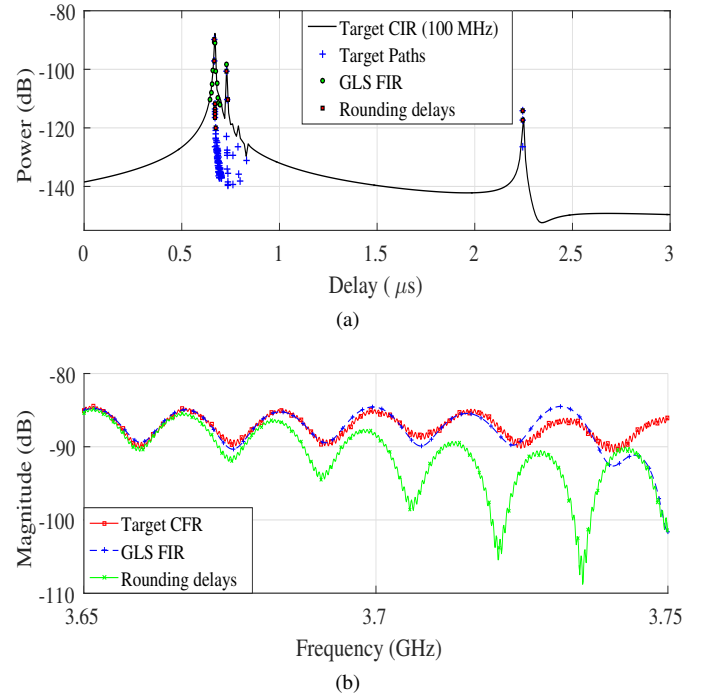 -80
-100
-120
-140
Power (dB)
Target CIR (100 MHz)
Target Paths
GLS FIR
Rounding delays
0 0.5 1 1.5 2 2.5 3
Delay ( μs)
(a)
-80
-90
-100
-110
Magnitude (dB)
Target CFR
GLS FIR
Rounding delays
3.65 3.7 3.75
Frequency (GHz)
(b)